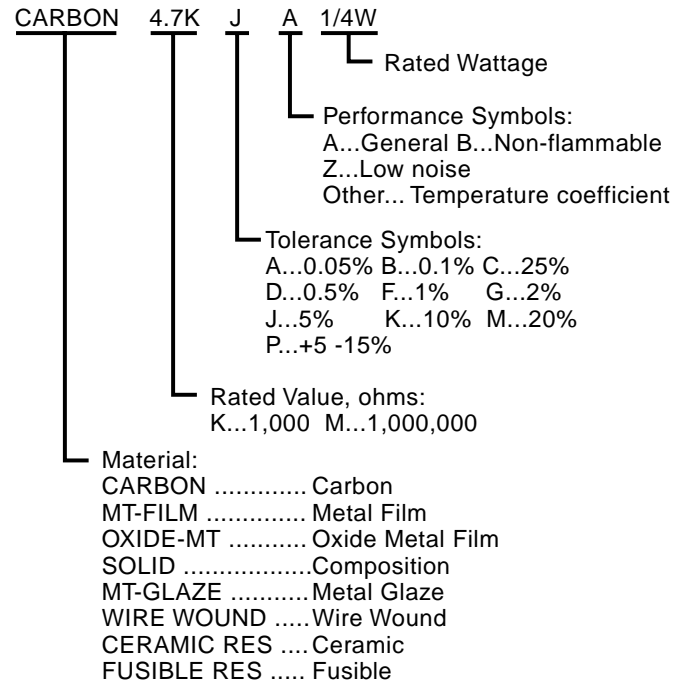 CARBON 4.7K J A 1/4W
Rated Wattage
Performance Symbols:
A...General B...Non-flammable
Z...Low noise
Other... Temperature coefficient
Tolerance Symbols:
A...0.05% B...0.1% C...25%
D...0.5% F...1% G...2%
J...5% K...10% M...20%
P...+5 -15%
Rated Value, ohms:
K...1,000 M...1,000,000
Material:
CARBON ............. Carbon
MT-FILM .............. Metal Film
OXIDE-MT ........... Oxide Metal Film
SOLID ..................Composition
MT-GLAZE ...........Metal Glaze
WIRE WOUND .....Wire Wound
CERAMIC RES ....Ceramic
FUSIBLE RES ..... Fusible